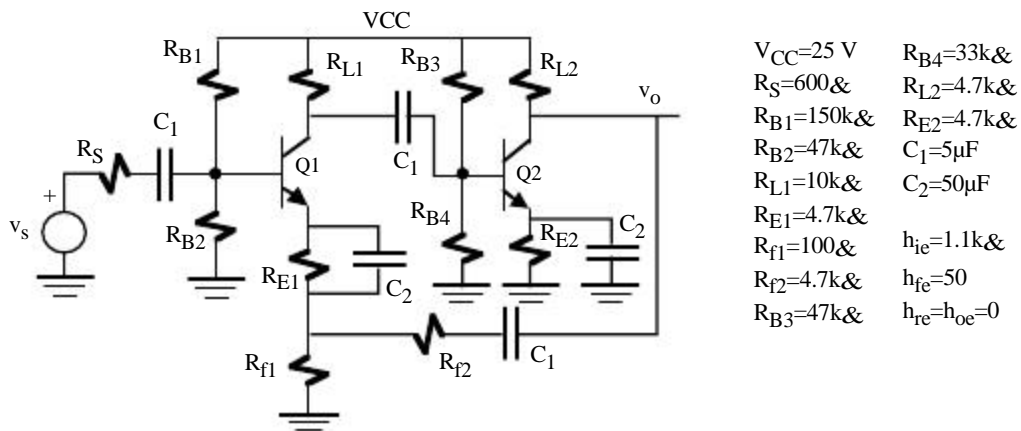 VCC
RB1
RL1
RB3
RL2
vo
C1
RS
Q1
C1
Q2
+
vs
RB2
RB4
RE2
C2
RE1
C2
Rf1
Rf2
C1
VCC=25 V
RS=600&
RB1=150k&
RB2=47k&
RL1=10k&
RE1=4.7k&
Rf1=100&
Rf2=4.7k&
RB3=47k&
RB4=33k&
RL2=4.7k&
RE2=4.7k&
C1=5µF
C2=50µF
hie=1.1k&
hfe=50
hre=hoe=0